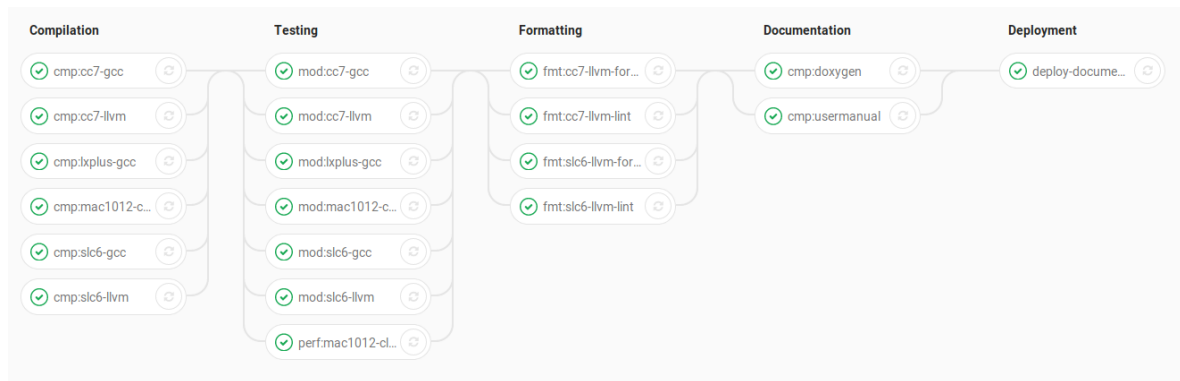 Compilation
cmp:cc7-gcc
cmp:cc7-llvm
cmp:lxplus-gcc
cmp:mac1012-c...
cmp:slc6-gcc
cmp:slc6-llvm
Testing
mod:cc7-gcc
mod:cc7-llvm
mod:lxplus-gcc
mod:mac1012-c...
mod:slc6-gcc
mod:slc6-llvm
perf:mac1012-cl...
Formatting
fmt:cc7-llvm-for...
fmt:cc7-llvm-lint
fmt:slc6-llvm-for...
fmt:slc6-llvm-lint
Documentation
cmp:doxygen
cmp:usermanual
Deployment
deploy-docume...